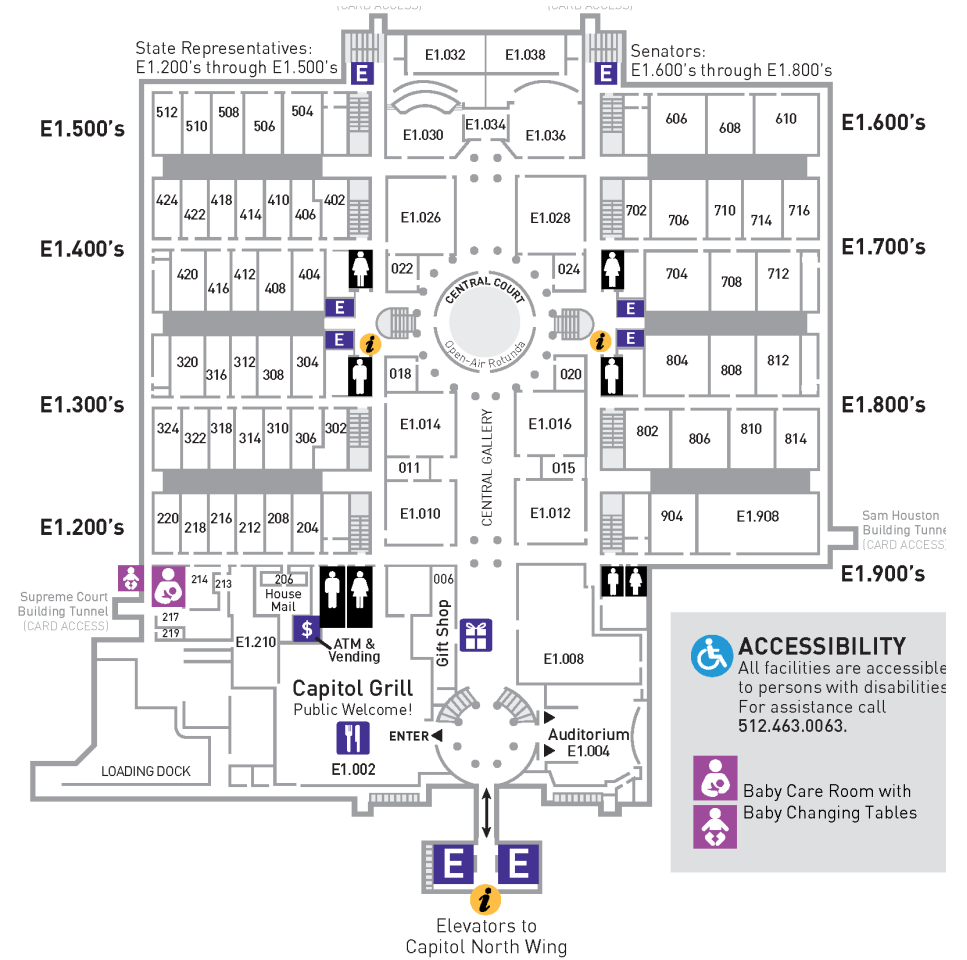 (CARD ACCESS)
(CARD ACCESS)
State Representatives:
E1.200's through E1.500's
Senators:
E1.600's through E1.800's
E
E
E1.032
E1.038
E1.030
E1.034
E1.036
E1.500's
512
510
508
506
504
606
608
610
E1.600's
424
422
418
414
410
406
402
E1.026
E1.028
702
706
710
714
716
E1.400's
E1.700's
420
416
412
408
404
022
024
704
708
712
E
E
CENTRAL COURT
Open-Air Rotunda
E
E
i
i
320
316
312
308
304
018
020
804
808
812
E1.300's
E1.800's
324
322
318
314
310
306
302
E1.014
E1.016
802
806
810
814
CENTRAL GALLERY
011
015
E1.200's
220
218
216
212
208
204
E1.010
E1.012
904
E1.908
Sam Houston
Building Tunne
(CARD ACCESS)
E1.900's
Supreme Court
Building Tunnel
(CARD ACCESS)
214
213
206
House
Mail
006
217
219
E1.210
$
ATM &
Vending
Gift Shop
E1.008
Capitol Grill
Public Welcome!
ENTER
E1.002
Auditorium
E1.004
LOADING DOCK
E
E
i
Elevators to
Capitol North Wing
ACCESSIBILITY
All facilities are accessible
to persons with disabilities
For assistance call
512.463.0063.
Baby Care Room with
Baby Changing Tables